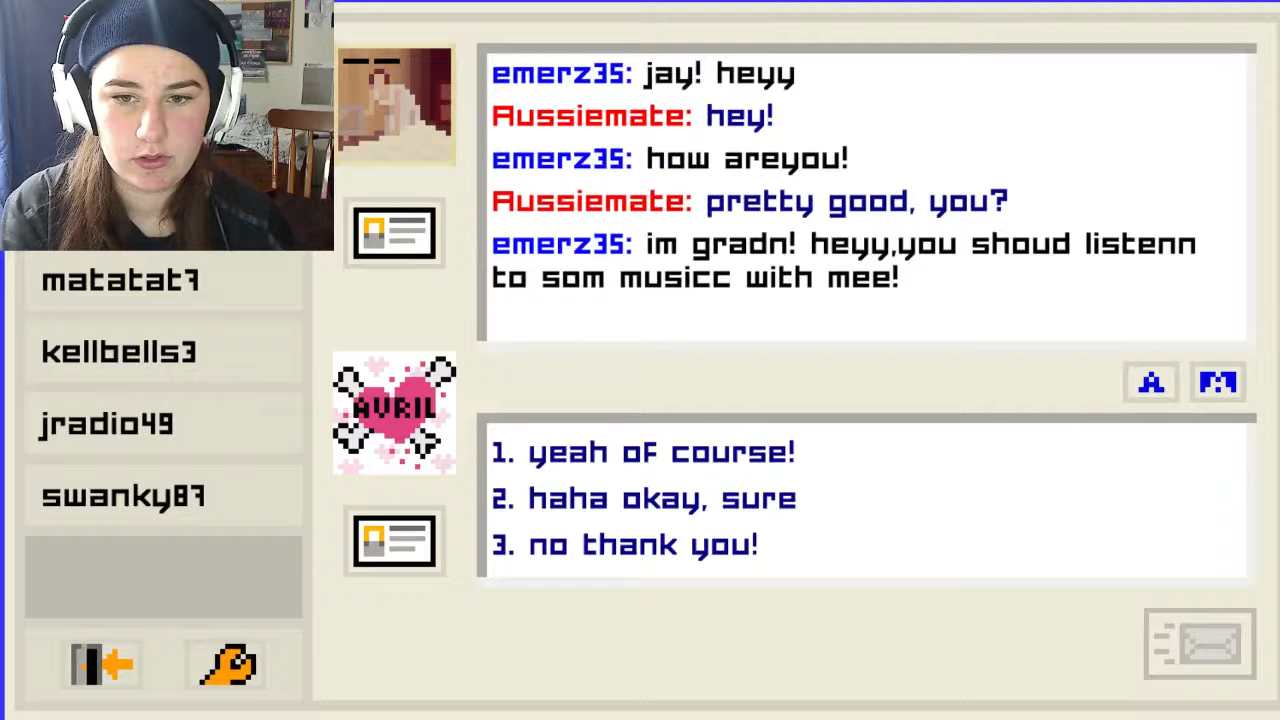 emerz35: jay! heyy
Aussiemate: hey!
emerz35: how areyou!
Aussiemate: pretty good, you?
emerz35: im gradn! heyy,you shoud listenn
to som musicc with mee!
matatat7
kellbells3
jradio49
swanky87
AVRIL
A M
1. yeah of course!
2. haha okay, sure
3. no thank you!